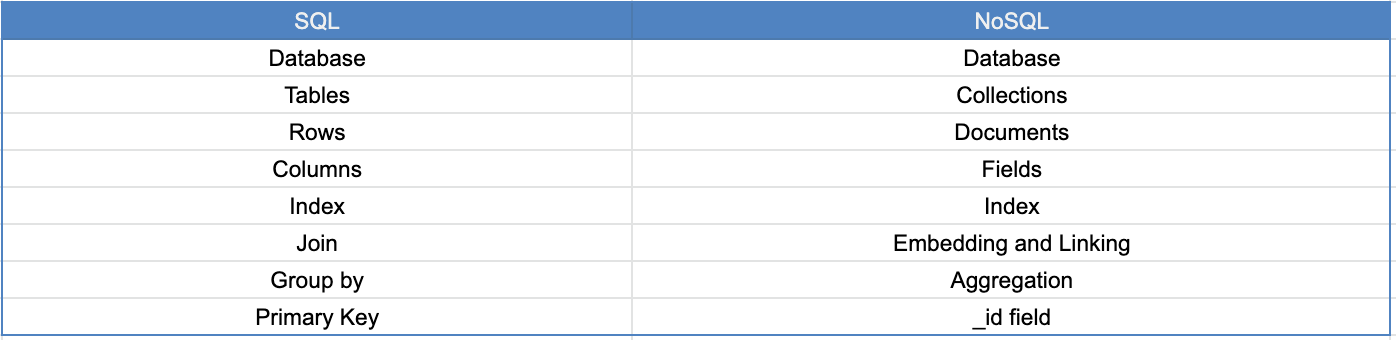 SQL NoSQL
Database Database
Tables Collections
Rows Documents
Columns Fields
Index Index
Join Embedding and Linking
Group by Aggregation
Primary Key _id field